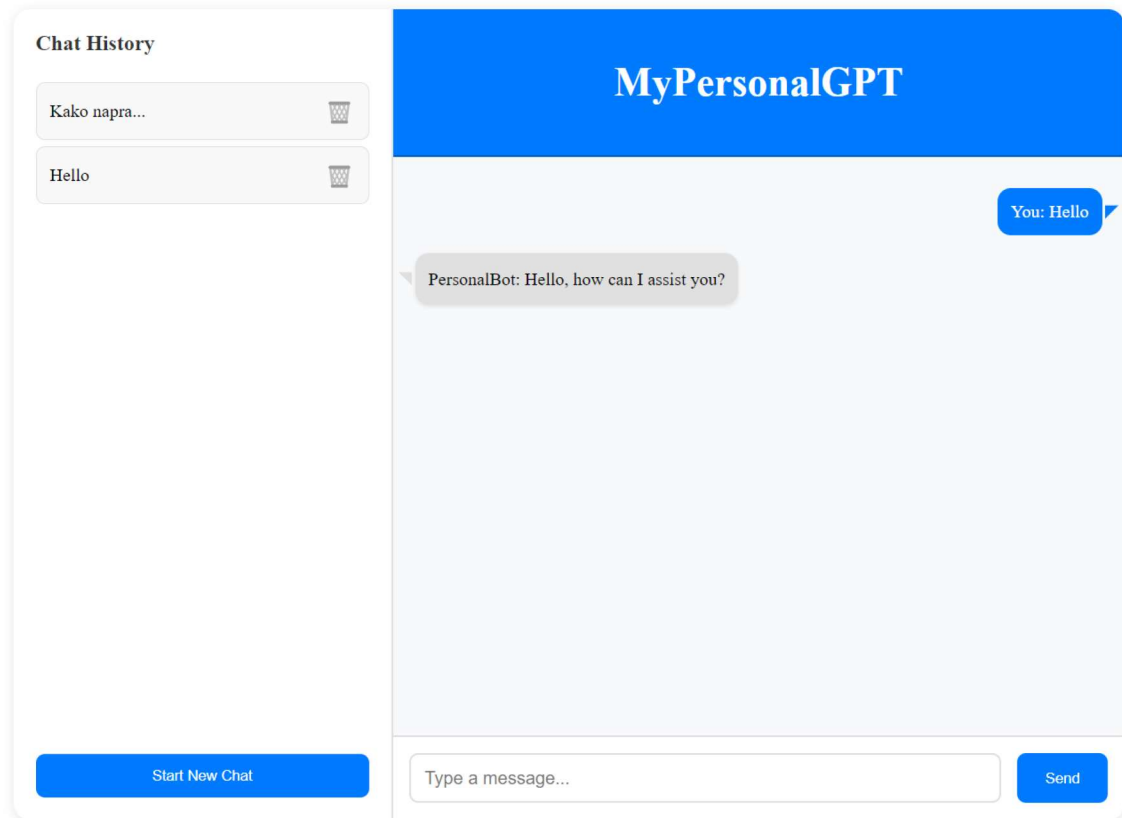 Chat History
Kako napra...
Hello
Start New Chat
MyPersonalGPT
You: Hello
PersonalBot: Hello, how can I assist you?
Type a message...
Send